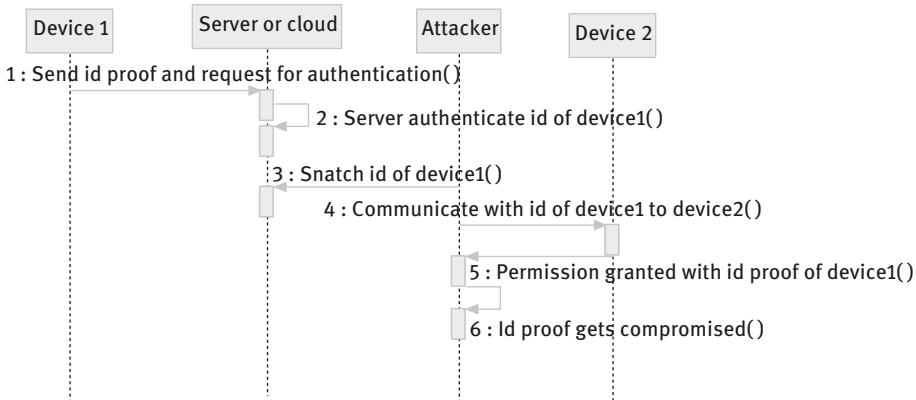 Device 1
Server or cloud
Attacker
Device 2
1 : Send id proof and request for authentication( )
2 : Server authenticate id of device1( )
3 : Snatch id of device1( )
4 : Communicate with id of device1 to device2( )
5 : Permission granted with id proof of device1( )
6 : Id proof gets compromised( )